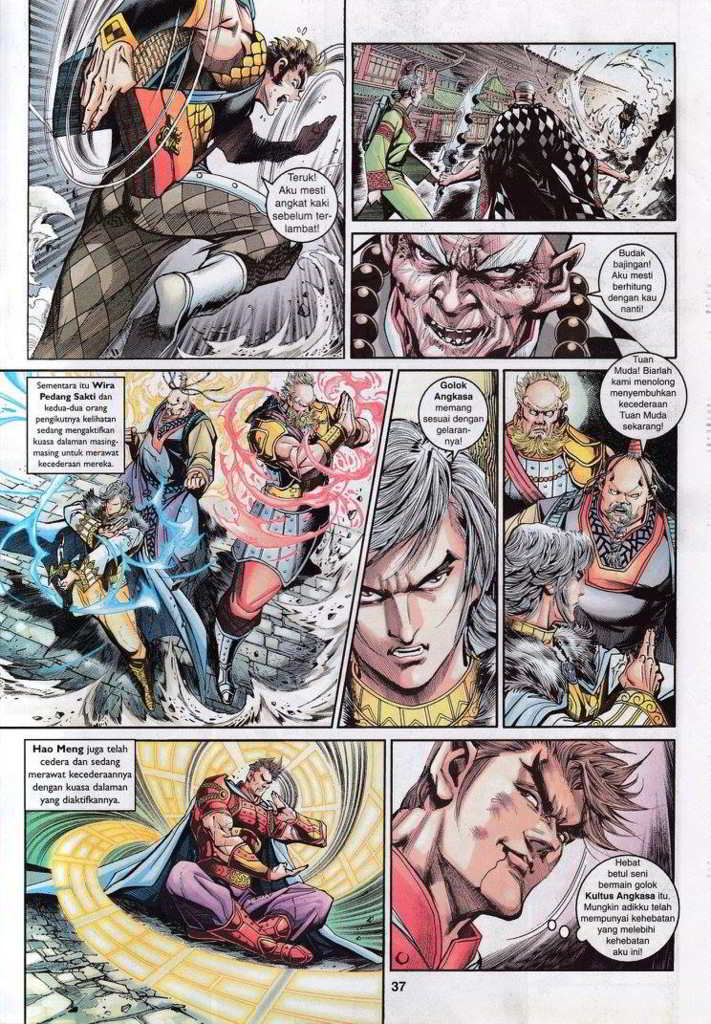 Teruk!
Aku mesti
angkat kaki
sebelum ter-
lambat!
Budak
bajingan!
Aku mesti
berhitung
dengan kau
nanti!
Sementara itu Wira
Pedang Sakti dan
kedua-dua orang
pengikutnya kelihatan
sedang mengaktifkan
kuasa dalaman masing-
masing untuk merawat
kecederaan mereka.
Golok
Angkasa
memang
sesuai dengan
gelaran-
nya!
Tuan
Muda! Biarlah
kami menolong
menyembuhkan
kecederaan
Tuan Muda
sekarang!
Hao Meng juga telah
cedera dan sedang
merawat kecederaannya
dengan kuasa dalaman
yang diaktifkannya.
Hebat
betul seni
bermain golok
Kultus Angkasa itu.
Mungkin adikku telah
mempunyai kehebatan
yang melebihi
kehebatan
aku ini!
37